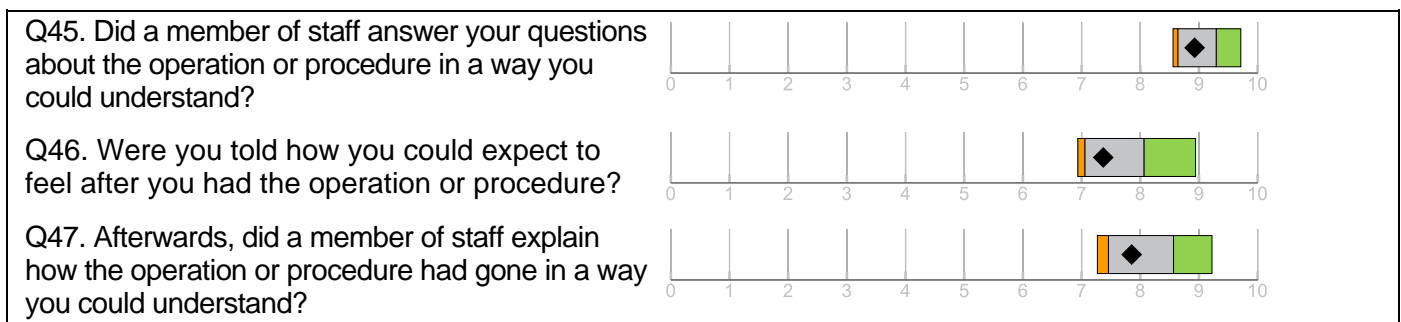 Q45. Did a member of staff answer your questions
about the operation or procedure in a way you
could understand?
0 1 2 3 4 5 6 7 8 9 10
Q46. Were you told how you could expect to
feel after you had the operation or procedure?
0 1 2 3 4 5 6 7 8 9 10
Q47. Afterwards, did a member of staff explain
how the operation or procedure had gone in a way
you could understand?
0 1 2 3 4 5 6 7 8 9 10